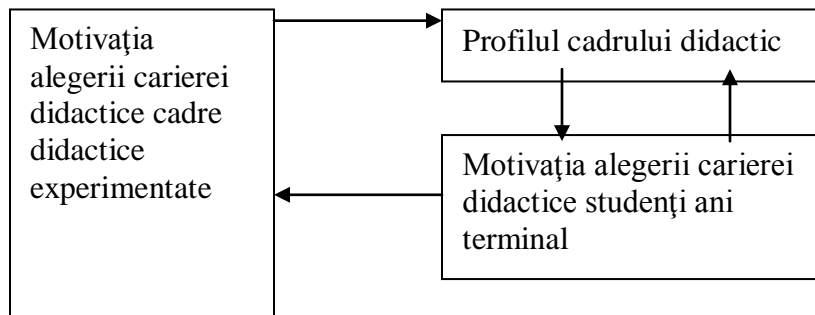 Motivaţia
alegerii carierei
didactice cadre
didactice
experimentate
Profilul cadrului didactic
Motivaţia alegerii carierei
didactice studenţi ani
terminal